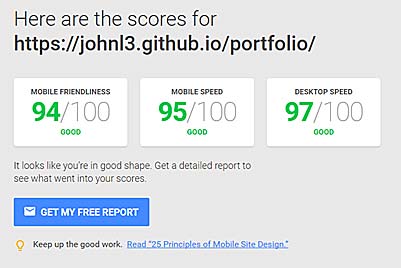 Here are the scores for
https://johnl3.github.io/portfolio/
MOBILE FRIENDLINESS
94/100
GOOD
MOBILE SPEED
95/100
GOOD
DESKTOP SPEED
97/100
GOOD
It looks like you're in good shape. Get a detailed report to
see what went into your scores.
GET MY FREE REPORT
Keep up the good work. Read "25 Principles of Mobile Site Design."